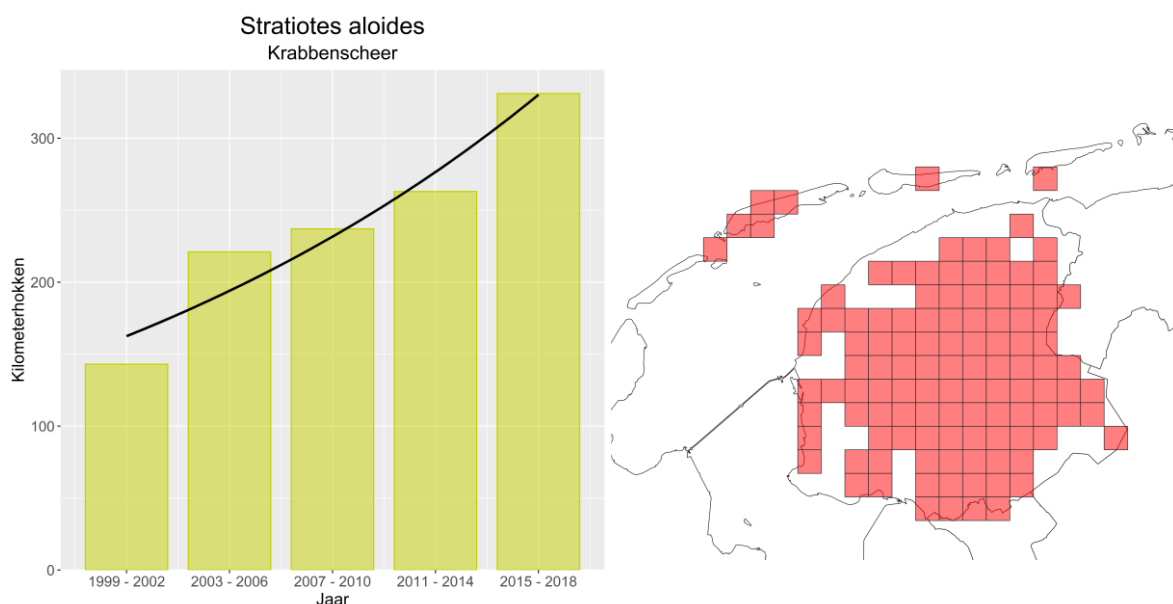 Stratiotes aloides
Krabbenscheer
Kilometerhokken
300
200
100
0
1999 - 2002
2003 - 2006
2007 - 2010
2011 - 2014
2015 - 2018
Jaar